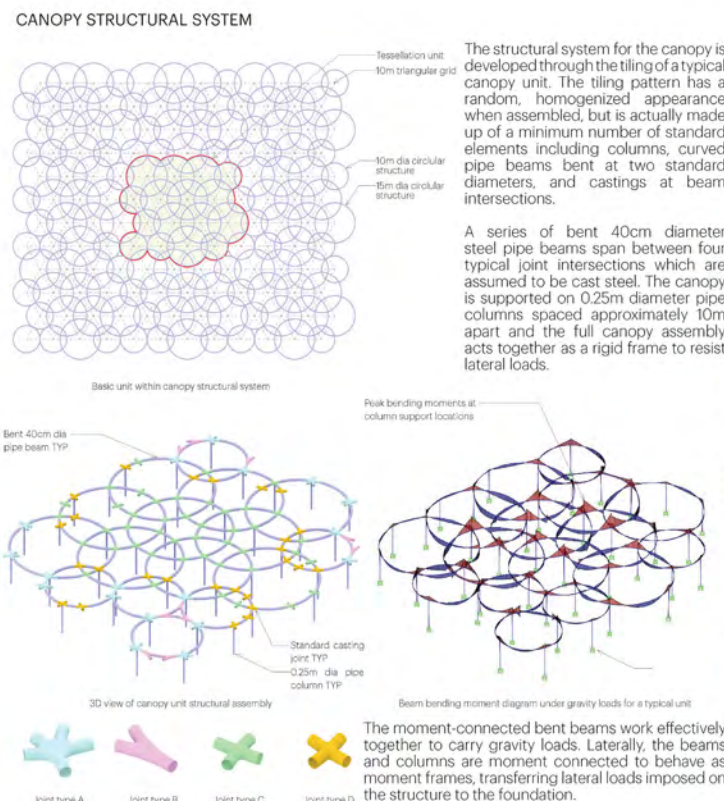 CANOPY STRUCTURAL SYSTEM
Tessellation unit
10m triangular grid
10m dia circlular
structure
15m dia circlular
structure
Basic unit within canopy structural system
The structural system for the canopy is
developed through the tiling of a typical
canopy unit. The tiling pattern has a
random, homogenized appearance
when assembled, but is actually made
up of a minimum number of standard
elements including columns, curved
pipe beams bent at two standard
diameters, and castings at beam
intersections.
A series of bent 40cm diameter
steel pipe beams span between four
typical joint intersections which are
assumed to be cast steel. The canopy
is supported on 0.25m diameter pipe
columns spaced approximately 10m
apart and the full canopy assembly
acts together as a rigid frame to resist
lateral loads.
Bent 40cm dia
pipe beam TYP
Standard casting
joint TYP
0.25m dia pipe
column TYP
3D view of canopy unit structural assembly
Peak bending moments at
column support locations
Beam bending moment diagram under gravity loads for a typical unit
Joint type A
Joint type B
Joint type C
Joint type D
The moment-connected bent beams work effectively
together to carry gravity loads. Laterally, the beams
and columns are moment connected to behave as
moment frames, transferring lateral loads imposed on
the structure to the foundation.